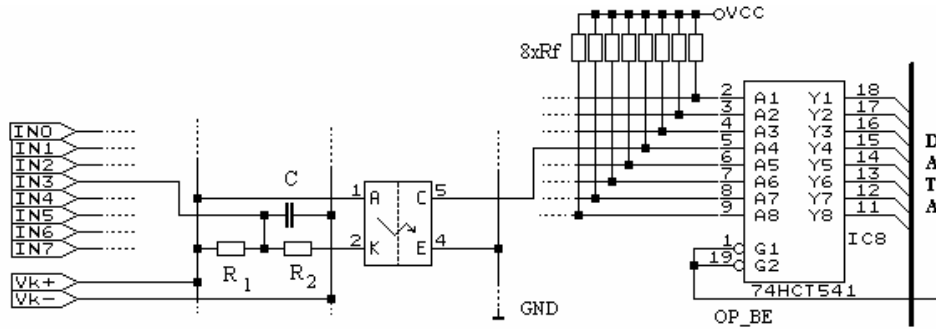 VCC
8xRf
IN0
IN1
IN2
IN3
IN4
IN5
IN6
IN7
Vk+
Vk-
C
R1
R2
1 A C 5
2 K E 4
GND
2 A1 Y1 18
3 A2 Y2 17
4 A3 Y3 16
5 A4 Y4 15
6 A5 Y5 14
7 A6 Y6 13
8 A7 Y7 12
9 A8 Y8 11
IC8
1 G1
19 G2
74HCT541
OP_BE
DATA